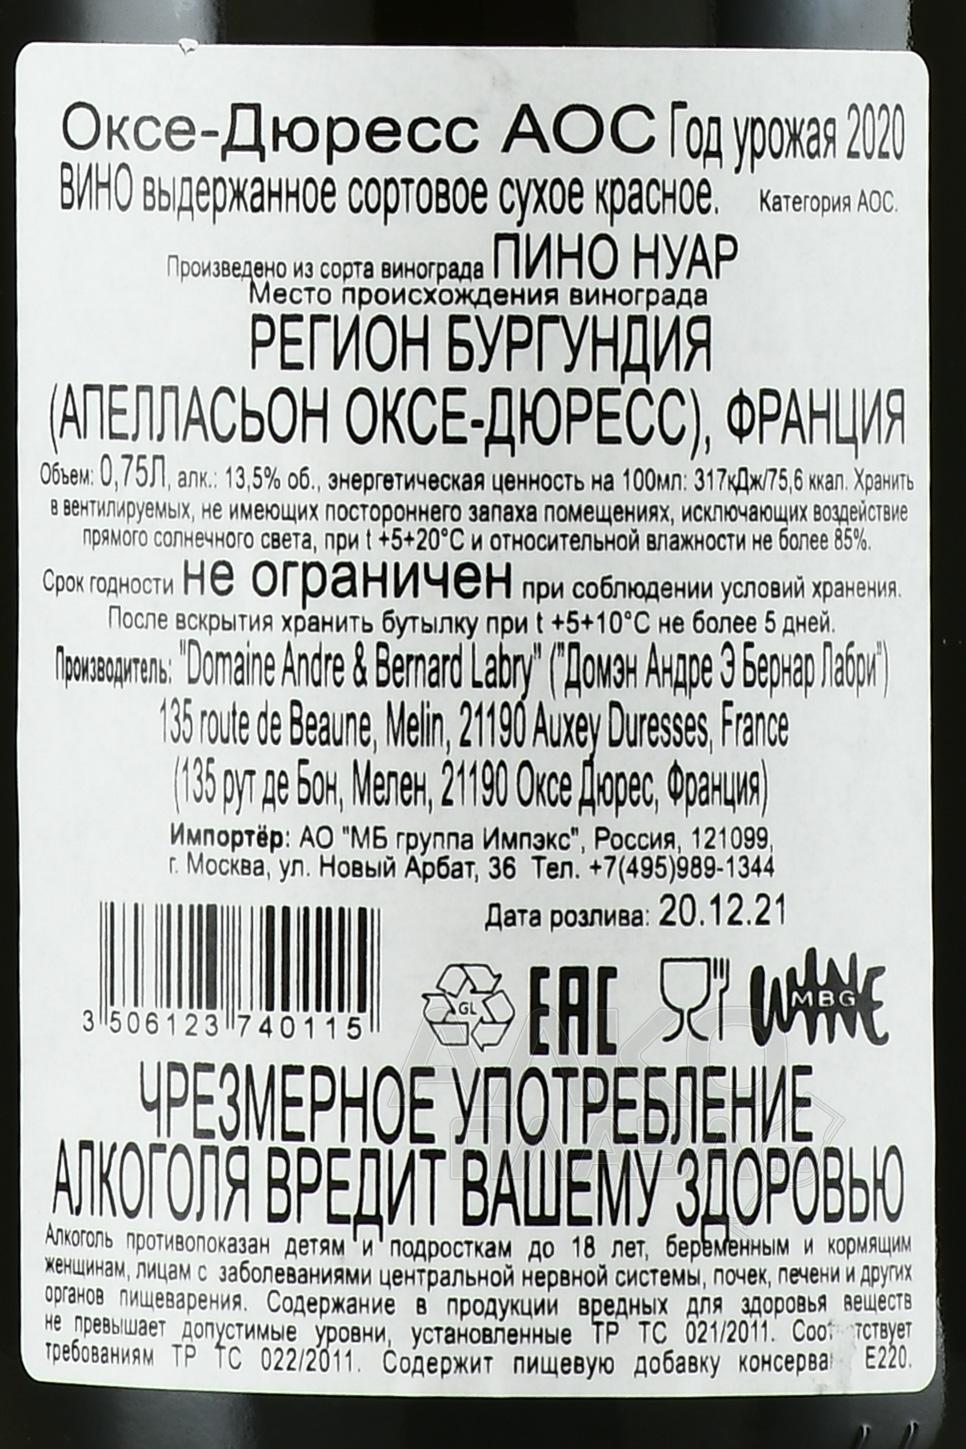 Оксе-Дюресс АОС Год урожая 2020
ВИНО выдержанное сортовое сухое красное. Категория АОС.
Произведено из сорта винограда ПИНО НУАР
Место происхождения винограда
РЕГИОН БУРГУНДИЯ
(АПЕЛЛАСЬОН ОКСЕ-ДЮРЕСС), ФРАНЦИЯ
Объем: 0,75Л, алк.: 13,5% об., энергетическая ценность на 100мл: 317кДж/75,6 ккал. Хранить
в вентилируемых, не имеющих постороннего запаха помещениях, исключающих воздействие
прямого солнечного света, при t +5+20°C и относительной влажности не более 85%.
Срок годности не ограничен при соблюдении условий хранения.
После вскрытия хранить бутылку при t +5+10°C не более 5 дней.
Производитель: "Domaine Andre & Bernard Labry" ("Домэн Андре Э Бернар Лабри")
135 route de Beaune, Melin, 21190 Auxey Duresses, France
(135 рут де Бон, Мелен, 21190 Оксе Дюрес, Франция)
Импортёр: АО "МБ группа Импэкс", Россия, 121099,
г. Москва, ул. Новый Арбат, 36 Тел. +7(495)989-1344
Дата розлива: 20.12.21
3 506123 740115
GL EAC WINE MBG
ЧРЕЗМЕРНОЕ УПОТРЕБЛЕНИЕ
АЛКОГОЛЯ ВРЕДИТ ВАШЕМУ ЗДОРОВЬЮ
Алкоголь противопоказан детям и подросткам до 18 лет, беременным и кормящим
женщинам, лицам с заболеваниями центральной нервной системы, почек, печени и других
органов пищеварения. Содержание в продукции вредных для здоровья веществ
не превышает допустимые уровни, установленные ТР ТС 021/2011.
требованиям ТР ТС 022/2011. Содержит пищевую добавку Е220.